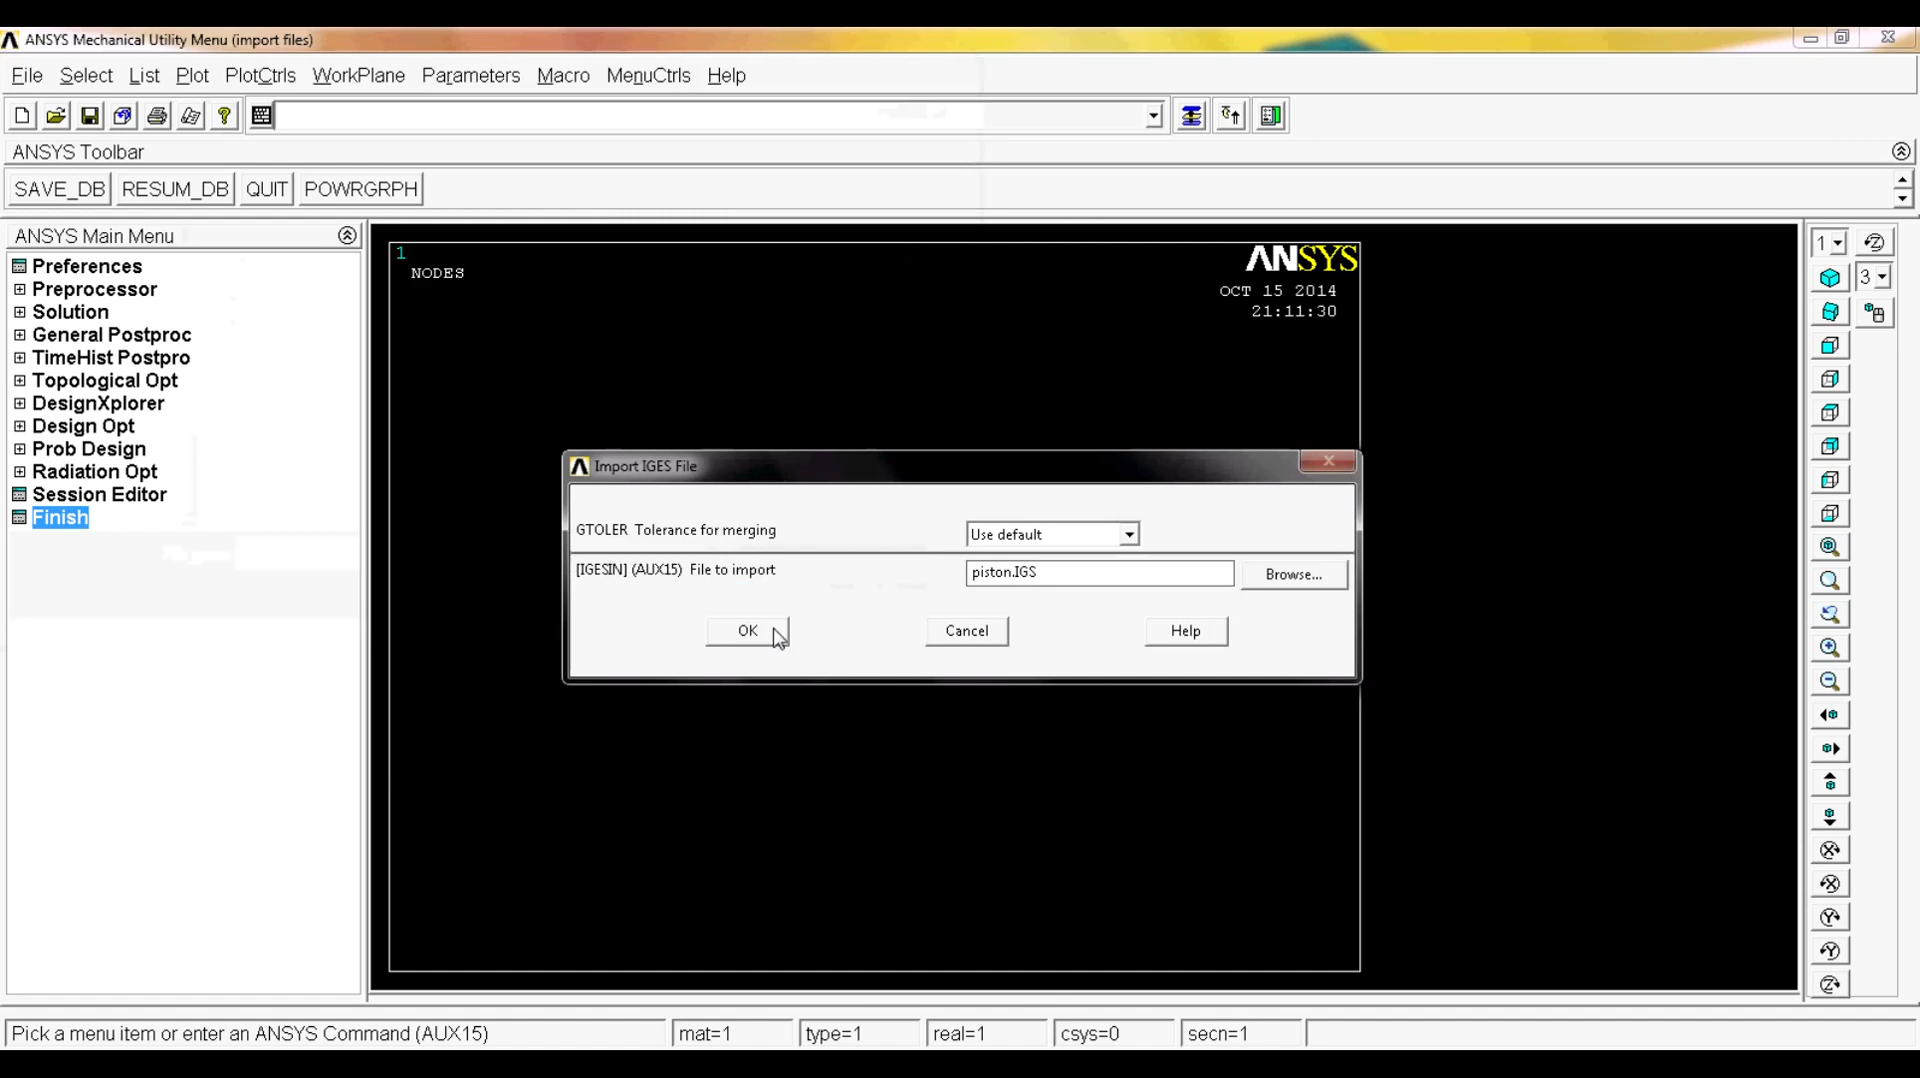 ANSYS Mechanical Utility Menu (import files)
File Select List Plot PlotCtrls WorkPlane Parameters Macro MenuCtrls Help
ANSYS Toolbar
SAVE_DB RESUM_DB QUIT POWRGRPH
ANSYS Main Menu
Preferences
Preprocessor
Solution
General Postproc
TimeHist Postpro
Topological Opt
DesignXplorer
Design Opt
Prob Design
Radiation Opt
Session Editor
Finish
1
NODES
ANSYS
OCT 15 2014
21:11:30
Import IGES File
GTOLER Tolerance for merging Use default
[IGESIN] (AUX15) File to import piston.IGS Browse...
OK Cancel Help
1
3
Pick a menu item or enter an ANSYS Command (AUX15) mat=1 type=1 real=1 csys=0 secn=1